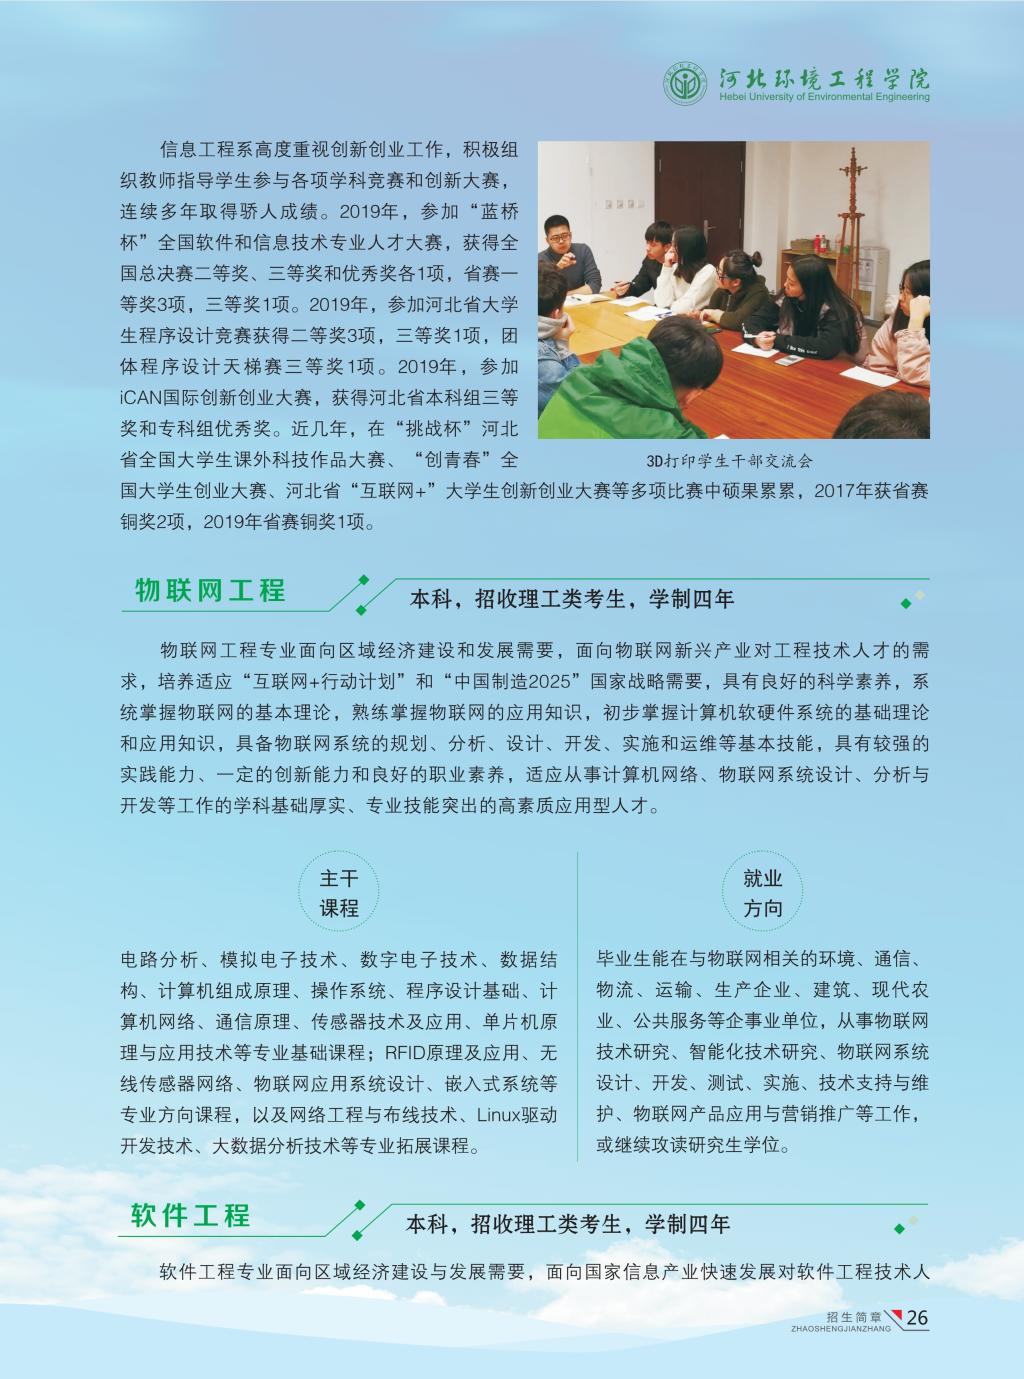 河北环境工程学院
Hebei University of Environmental Engineering
信息工程系高度重视创新创业工作，积极组
织教师指导学生参与各项学科竞赛和创新大赛，
连续多年取得骄人成绩。2019年，参加“蓝桥
杯”全国软件和信息技术专业人才大赛，获得全
国总决赛二等奖、三等奖和优秀奖各1项，省赛一
等奖3项，三等奖1项。2019年，参加河北省大学
生程序设计竞赛获得二等奖3项，三等奖1项，团
体程序设计天梯赛三等奖1项。2019年，参加
iCAN国际创新创业大赛，获得河北省本科组三等
奖和专科组优秀奖。近几年，在“挑战杯”河北
省全国大学生课外科技作品大赛、“创青春”全
国大学生创业大赛、河北省“互联网+”大学生创新创业大赛等多项比赛中硕果累累，2017年获省赛
铜奖2项，2019年省赛铜奖1项。
3D打印学生干部交流会
物联网工程
本科，招收理工类考生，学制四年
物联网工程专业面向区域经济建设和发展需要，面向物联网新兴产业对工程技术人才的需
求，培养适应“互联网+行动计划”和“中国制造2025”国家战略需要，具有良好的科学素养，系
统掌握物联网的基本理论，熟练掌握物联网的应用知识，初步掌握计算机软硬件系统的基础理论
和应用知识，具备物联网系统的规划、分析、设计、开发、实施和运维等基本技能，具有较强的
实践能力、一定的创新能力和良好的职业素养，适应从事计算机网络、物联网系统设计、分析与
开发等工作的学科基础厚实、专业技能突出的高素质应用型人才。
主干
课程
电路分析、模拟电子技术、数字电子技术、数据结
构、计算机组成原理、操作系统、程序设计基础、计
算机网络、通信原理、传感器技术及应用、单片机原
理与应用技术等专业基础课程；RFID原理及应用、无
线传感器网络、物联网应用系统设计、嵌入式系统等
专业方向课程，以及网络工程与布线技术、Linux驱动
开发技术、大数据分析技术等专业拓展课程。
就业
方向
毕业生能在与物联网相关的环境、通信、
物流、运输、生产企业、建筑、现代农
业、公共服务等企事业单位，从事物联网
技术研究、智能化技术研究、物联网系统
设计、开发、测试、实施、技术支持与维
护、物联网产品应用与营销推广等工作，
或继续攻读研究生学位。
软件工程
本科，招收理工类考生，学制四年
软件工程专业面向区域经济建设与发展需要，面向国家信息产业快速发展对软件工程技术人
招生简章
ZHAOSHENGJIANZHANG
26